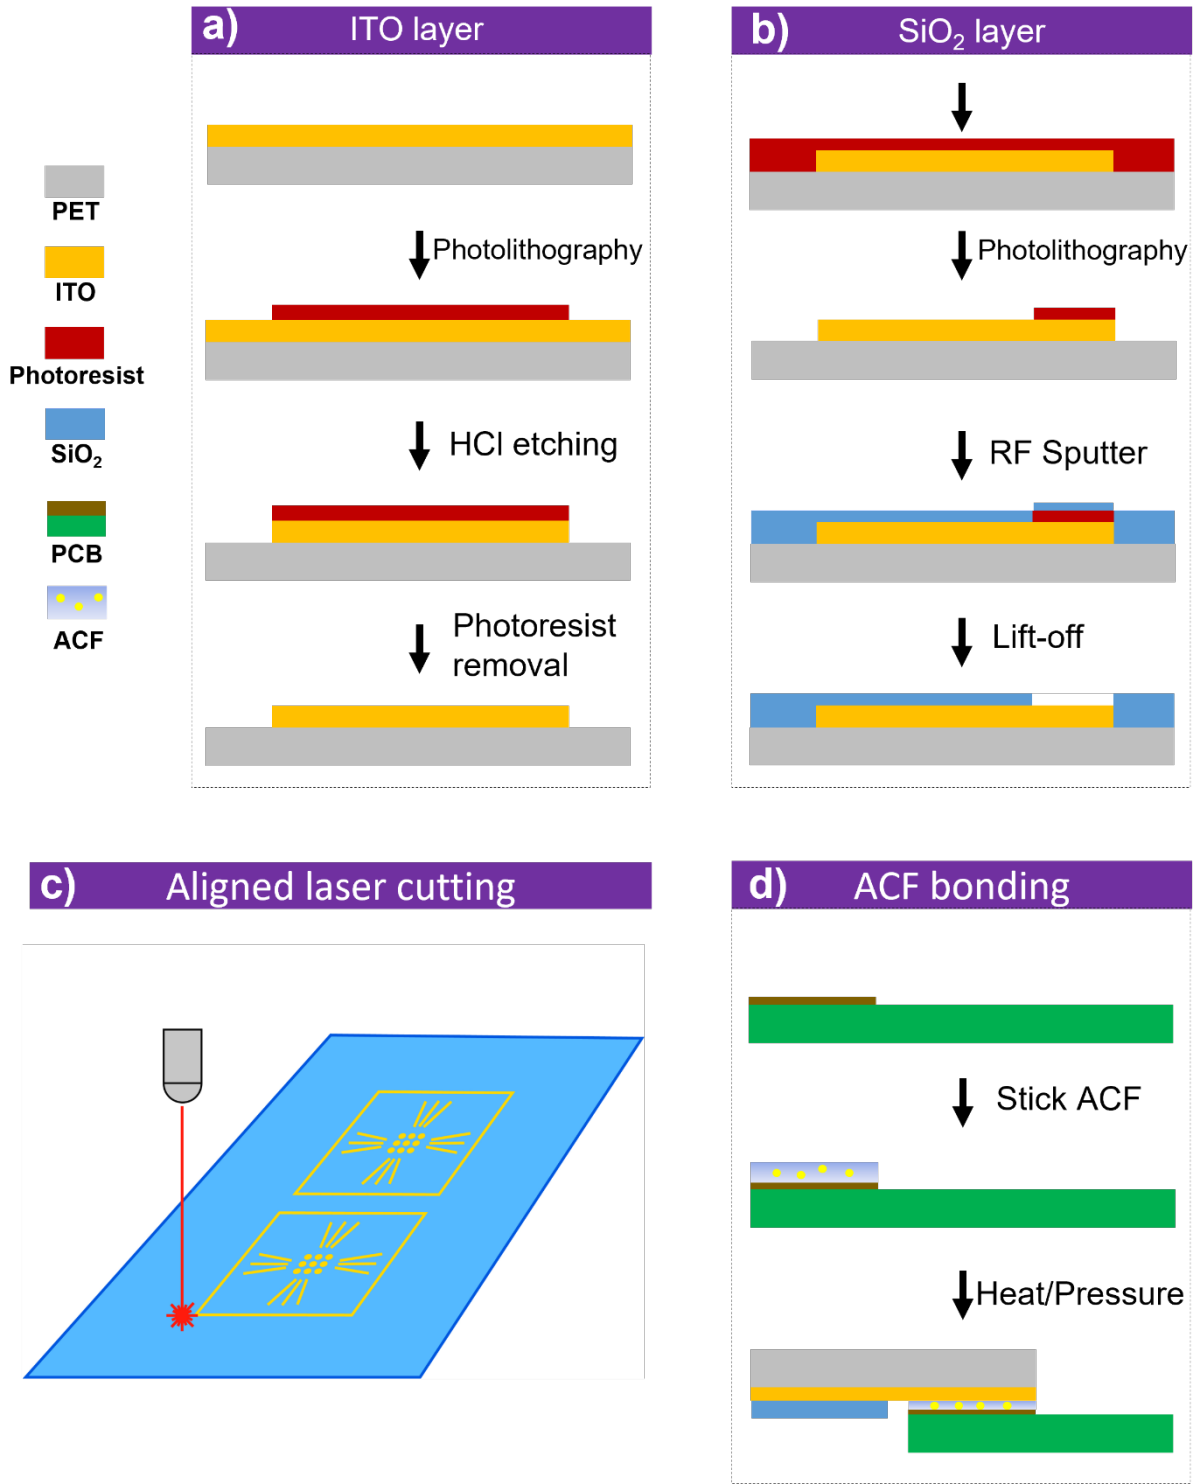 a) ITO layer
PET
ITO
Photoresist
SiO₂
PCB
ACF
Photolithography
HCl etching
Photoresist
removal
b) SiO₂ layer
Photolithography
RF Sputter
Lift-off
c) Aligned laser cutting
d) ACF bonding
Stick ACF
Heat/Pressure